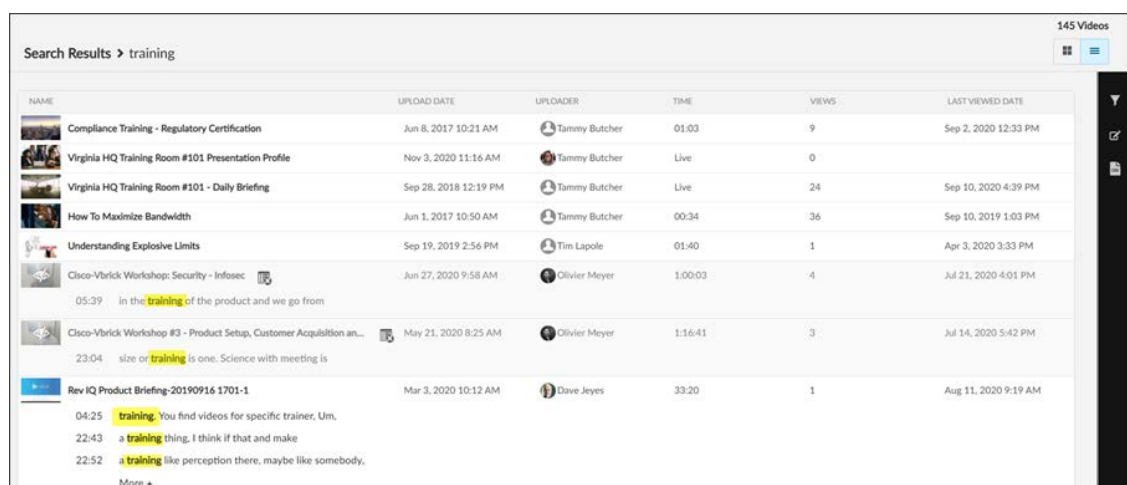 145 Videos
Search Results > training
NAME UPLOAD DATE UPLOADER TIME VIEWS LAST VIEWED DATE
Compliance Training - Regulatory Certification Jun 8, 2017 10:21 AM Tammy Butcher 01:03 9 Sep 2, 2020 12:33 PM
Virginia HQ Training Room #101 Presentation Profile Nov 3, 2020 11:16 AM Tammy Butcher Live 0
Virginia HQ Training Room #101 - Daily Briefing Sep 28, 2018 12:19 PM Tammy Butcher Live 24 Sep 10, 2020 4:39 PM
How To Maximize Bandwidth Jun 1, 2017 10:50 AM Tammy Butcher 00:34 36 Sep 10, 2019 1:03 PM
Understanding Explosive Limits Sep 19, 2019 2:56 PM Tim Lapole 01:40 1 Apr 3, 2020 3:33 PM
Cisco-Vbrick Workshop: Security - Infosec Jun 27, 2020 9:58 AM Olivier Meyer 1:00:03 4 Jul 21, 2020 4:01 PM
05:39 in the training of the product and we go from
Cisco-Vbrick Workshop #3 - Product Setup, Customer Acquisition an... May 21, 2020 8:25 AM Olivier Meyer 1:16:41 3 Jul 14, 2020 5:42 PM
23:04 size or training is one. Science with meeting is
Rev IQ Product Briefing-20190916 1701-1 Mar 3, 2020 10:12 AM Dave Jeyes 33:20 1 Aug 11, 2020 9:19 AM
04:25 training. You find videos for specific trainer, Um,
22:43 a training thing, I think if that and make
22:52 a training like perception there, maybe like somebody,
More +